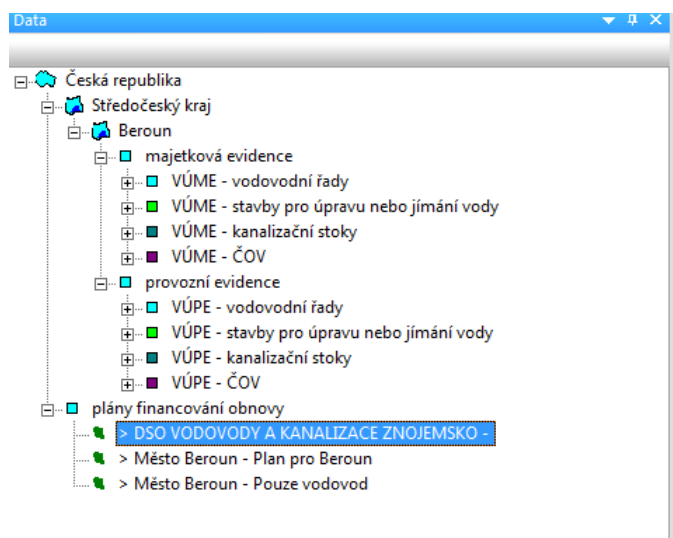 Data
Česká republika
Středočeský kraj
Beroun
majetková evidence
VÚME - vodovodní řady
VÚME - stavby pro úpravu nebo jímání vody
VÚME - kanalizační stoky
VÚME - ČOV
provozní evidence
VÚPE - vodovodní řady
VÚPE - stavby pro úpravu nebo jímání vody
VÚPE - kanalizační stoky
VÚPE - ČOV
plány financování obnovy
> DSO VODOVODY A KANALIZACE ZNOJEMSKO -
> Město Beroun - Plan pro Beroun
> Město Beroun - Pouze vodovod